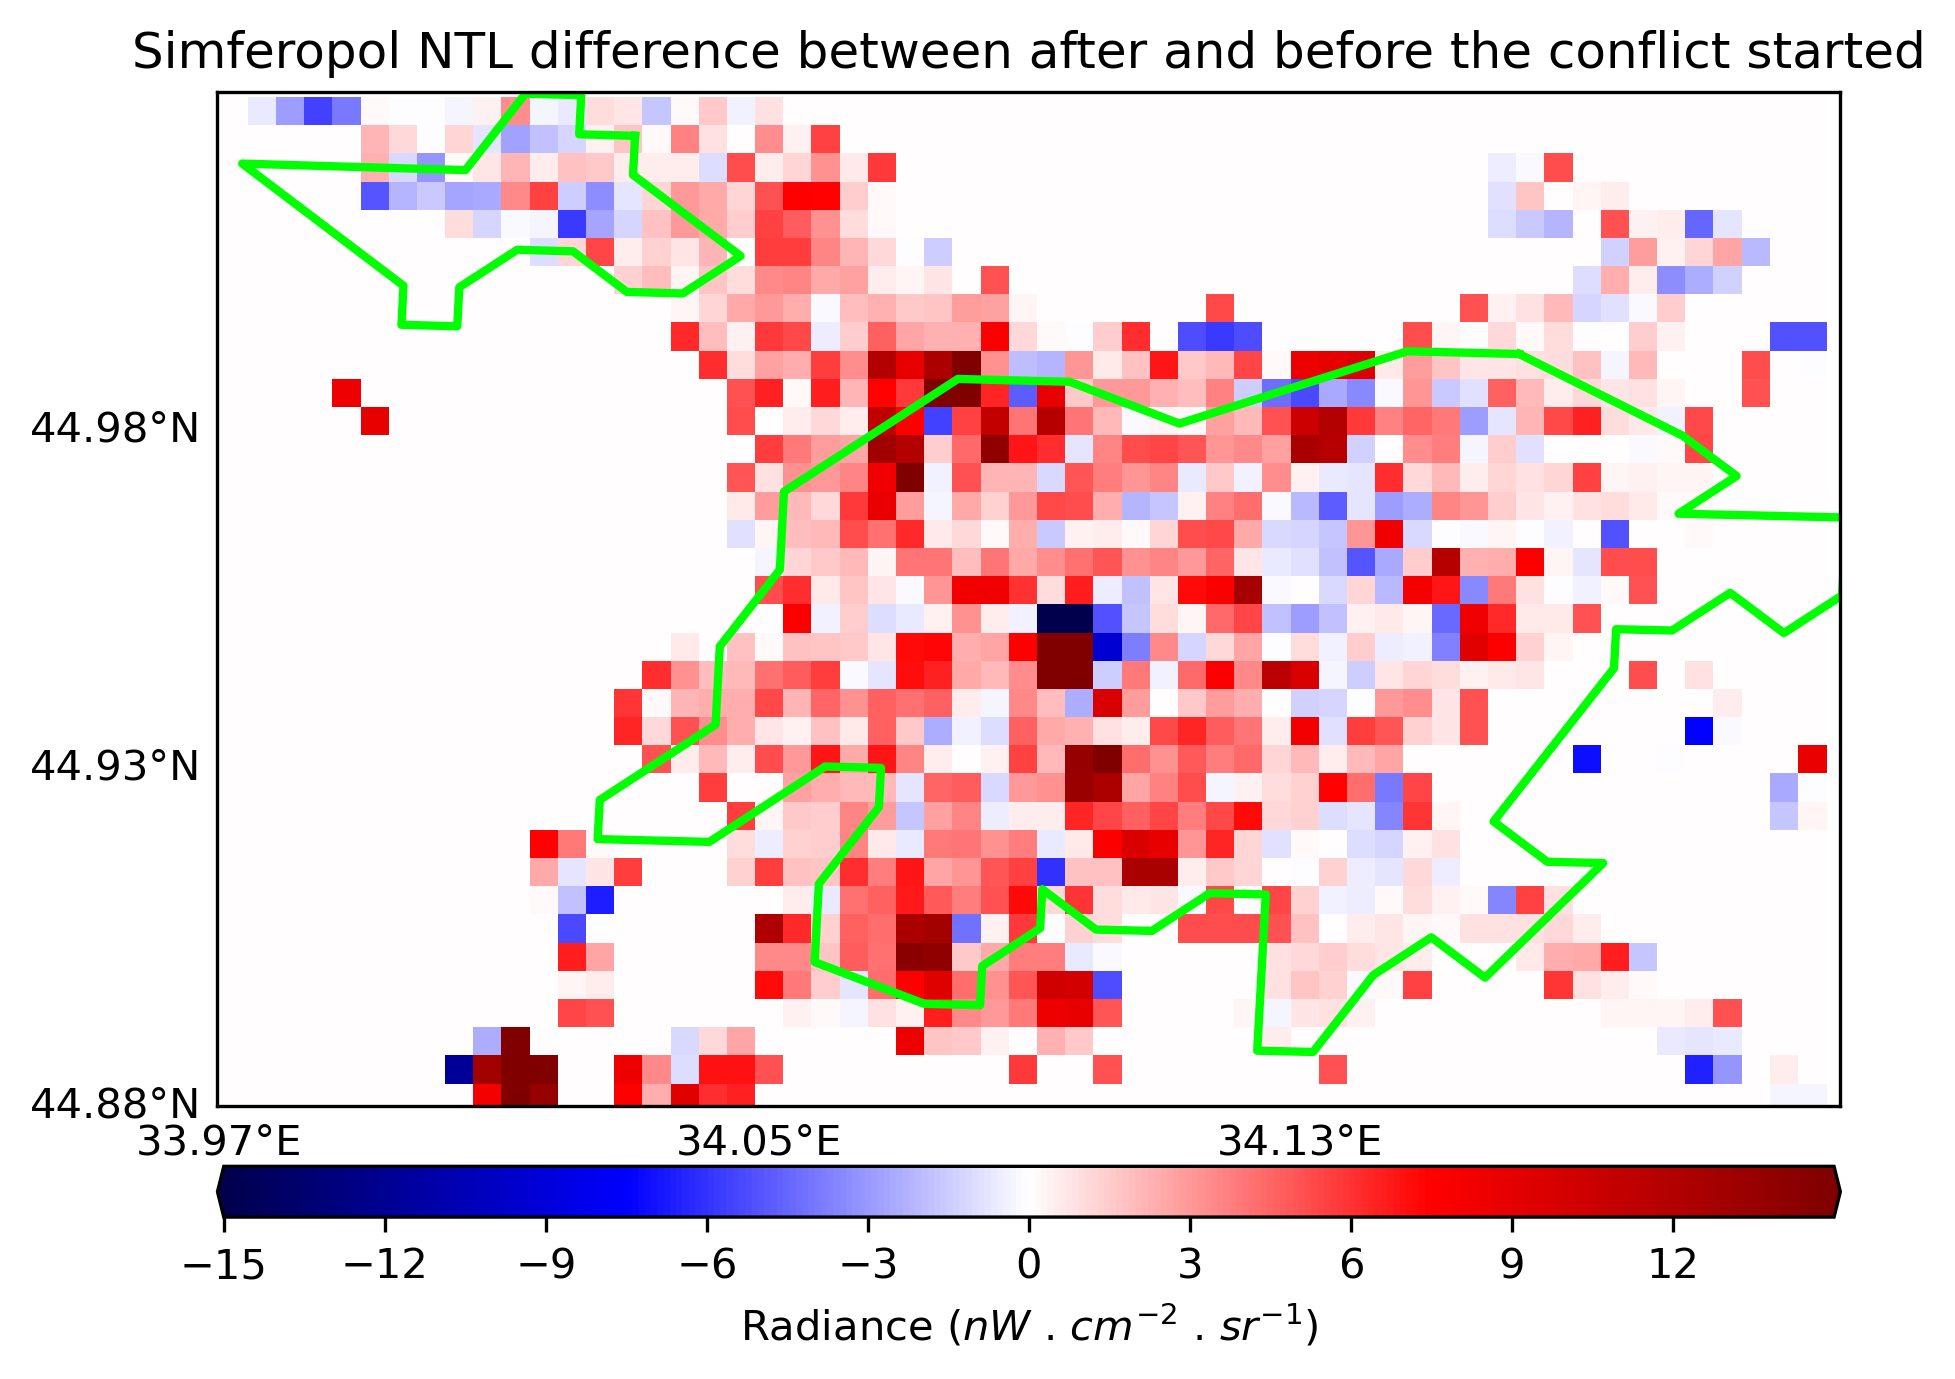 Simferopol NTL difference between after and before the conflict started
44.98°N
44.93°N
44.88°N
33.97°E 34.05°E 34.13°E
−15 −12 −9 −6 −3 0 3 6 9 12
Radiance (nW . cm⁻² . sr⁻¹)